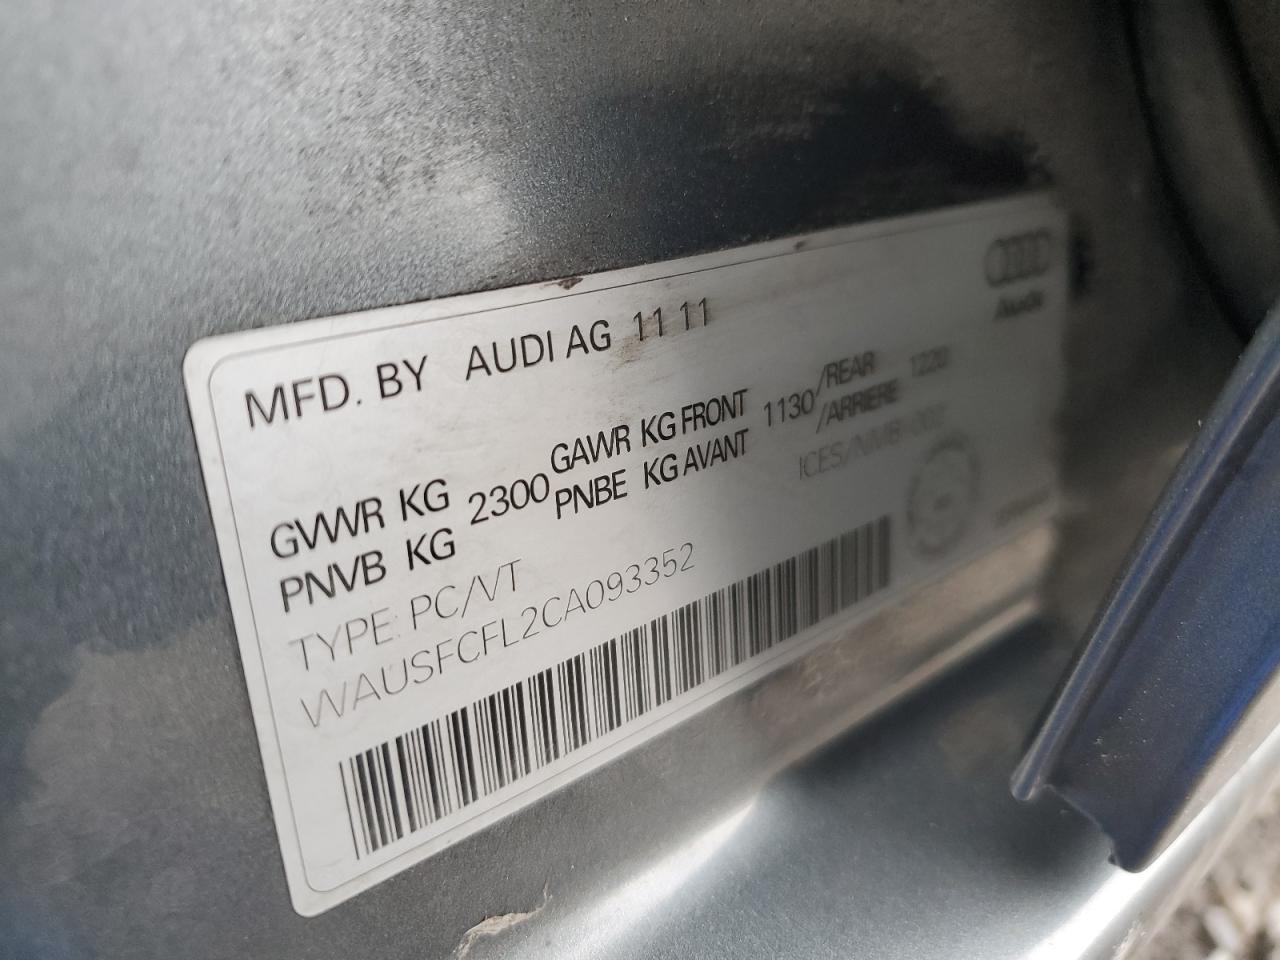 Audi
MFD. BY AUDI AG 11 11
GVWR KG 2300 GAWR KG FRONT 1130 /REAR 1220
PNVB KG PNBE KG AVANT /ARRIERE
ICES/NMB-002
TYPE: PC/VT
WAUSFCFL2CA093352